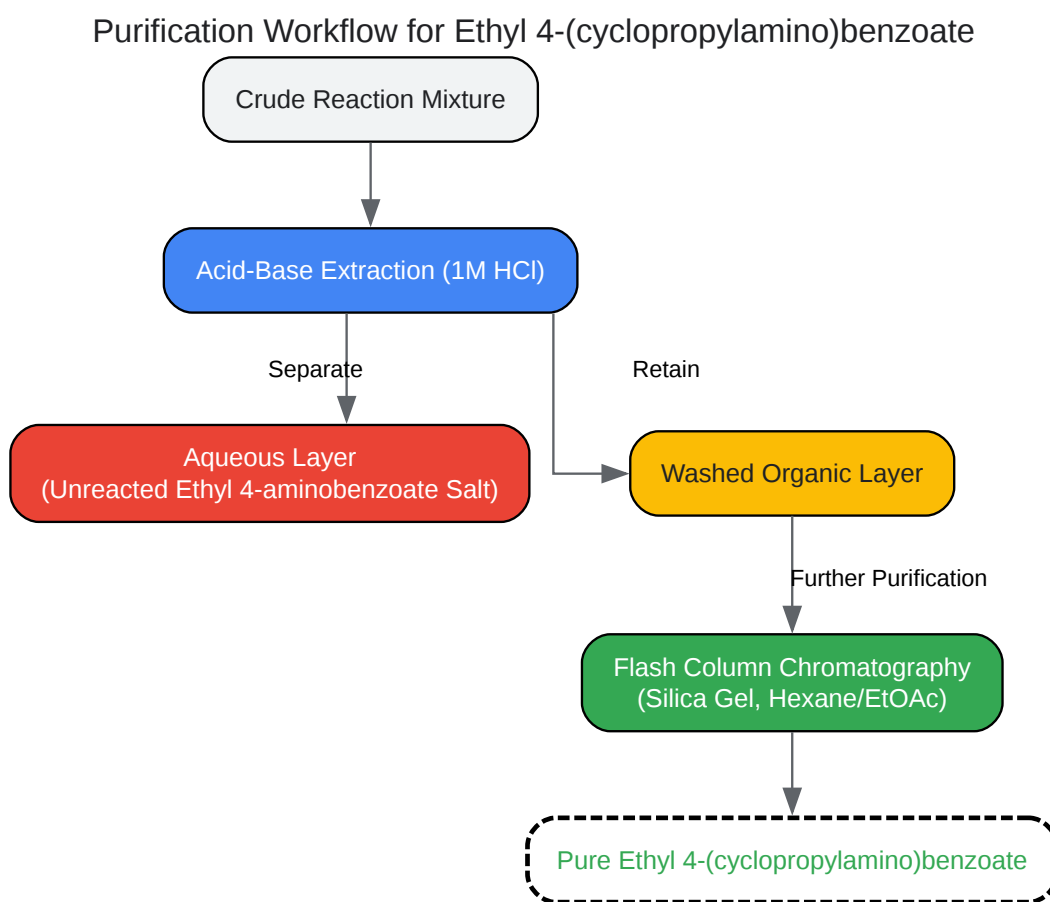 Purification Workflow for Ethyl 4-(cyclopropylamino)benzoate
Crude Reaction Mixture
Acid-Base Extraction (1M HCl)
Separate
Retain
Aqueous Layer
(Unreacted Ethyl 4-aminobenzoate Salt)
Washed Organic Layer
Further Purification
Flash Column Chromatography
(Silica Gel, Hexane/EtOAc)
Pure Ethyl 4-(cyclopropylamino)benzoate